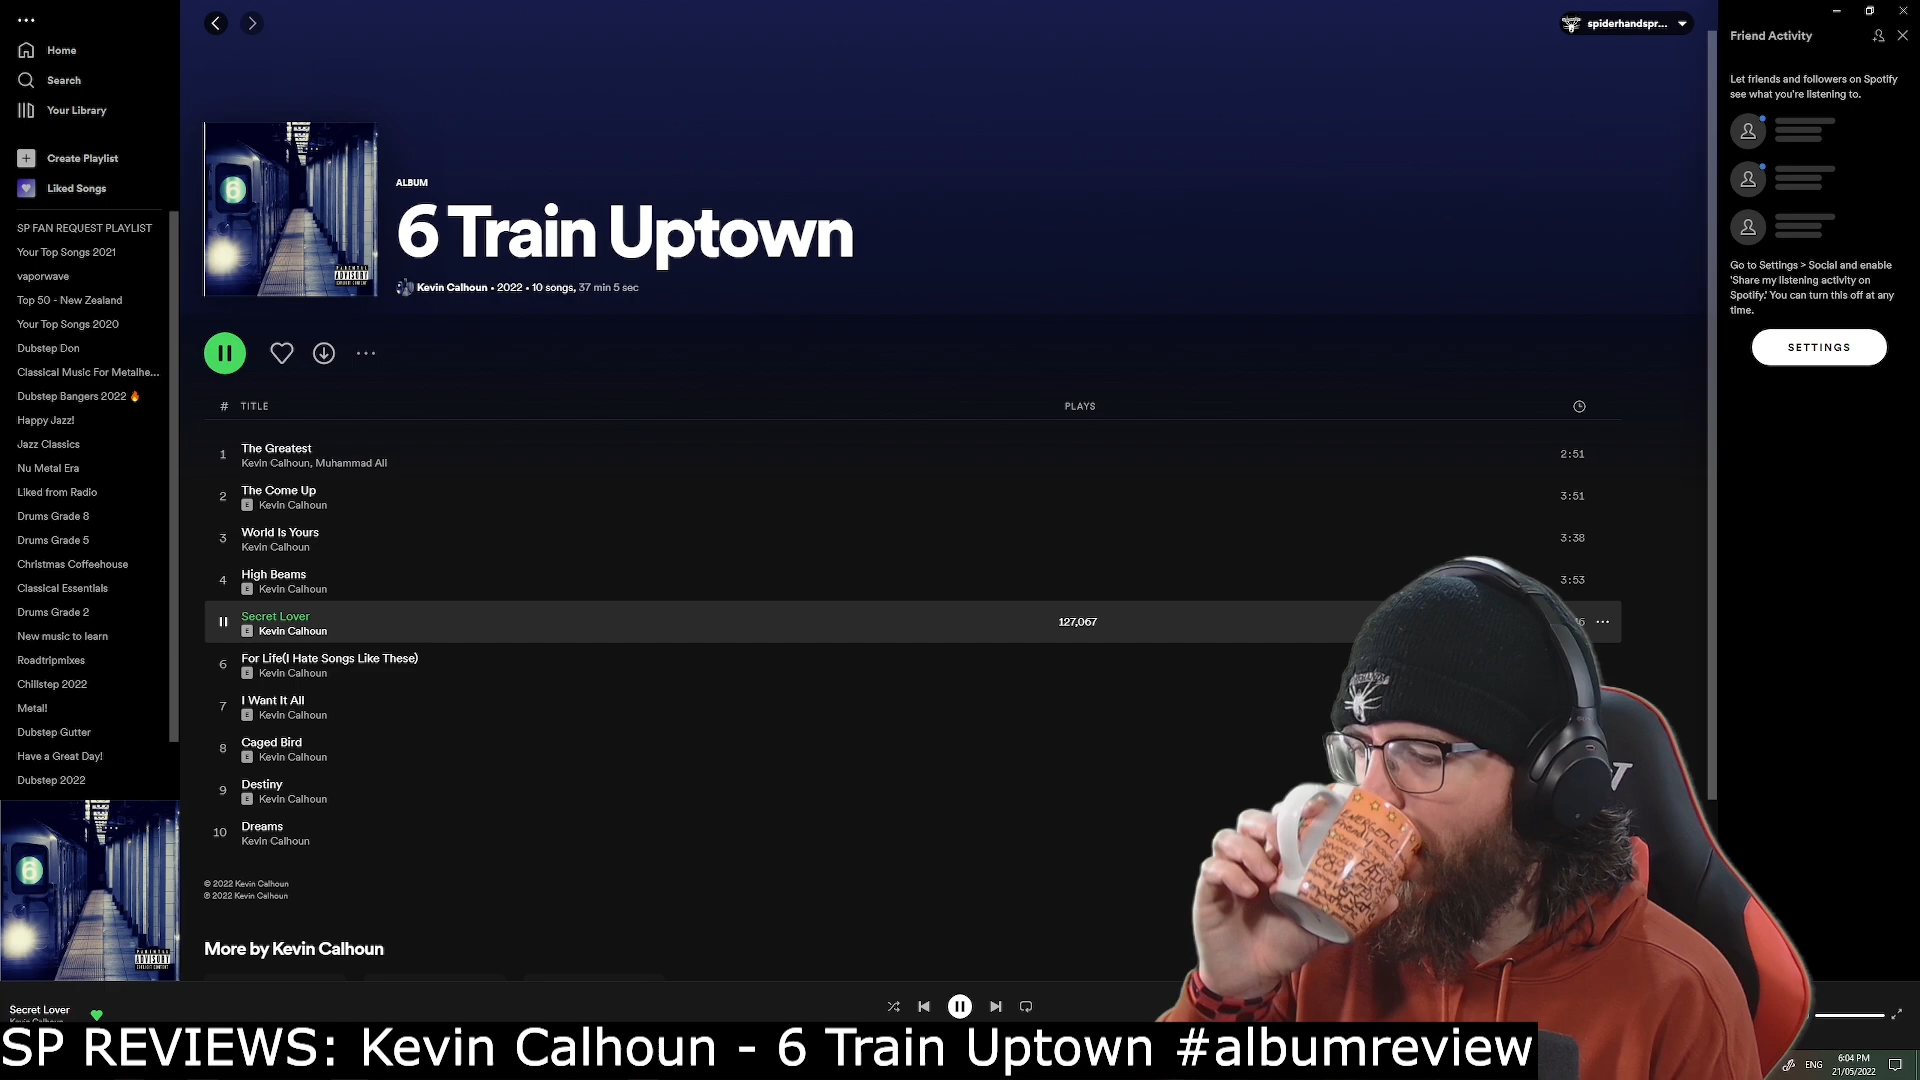 Home
Search
Your Library
Create Playlist
Liked Songs
SP FAN REQUEST PLAYLIST
Your Top Songs 2021
vaporwave
Top 50 - New Zealand
Your Top Songs 2020
Dubstep Don
Classical Music For Metalhe...
Dubstep Bangers 2022 🔥
Happy Jazz!
Jazz Classics
Nu Metal Era
Liked from Radio
Drums Grade 8
Drums Grade 5
Christmas Coffeehouse
Classical Essentials
Drums Grade 2
New music to learn
Roadtripmixes
Chillstep 2022
Metal!
Dubstep Gutter
Have a Great Day!
Dubstep 2022
6
PARENTAL
ADVISORY
EXPLICIT CONTENT
Secret Lover
spiderhandspr...
6
PARENTAL
ADVISORY
EXPLICIT CONTENT
ALBUM
6 Train Uptown
Kevin Calhoun • 2022 • 10 songs, 37 min 5 sec
# TITLE PLAYS
1 The Greatest 2:51
Kevin Calhoun, Muhammad Ali
2 The Come Up 3:51
E Kevin Calhoun
3 World Is Yours 3:38
Kevin Calhoun
4 High Beams 3:53
E Kevin Calhoun
Secret Lover 127,067
E Kevin Calhoun
6 For Life(I Hate Songs Like These)
E Kevin Calhoun
7 I Want It All
E Kevin Calhoun
8 Caged Bird
E Kevin Calhoun
9 Destiny
E Kevin Calhoun
10 Dreams
Kevin Calhoun
© 2022 Kevin Calhoun
℗ 2022 Kevin Calhoun
More by Kevin Calhoun
Friend Activity
Let friends and followers on Spotify
see what you're listening to.
Go to Settings > Social and enable
'Share my listening activity on
Spotify.' You can turn this off at any
time.
SETTINGS
ENERGETIC
SP REVIEWS: Kevin Calhoun - 6 Train Uptown #albumreview
ENG
6:04 PM
21/05/2022